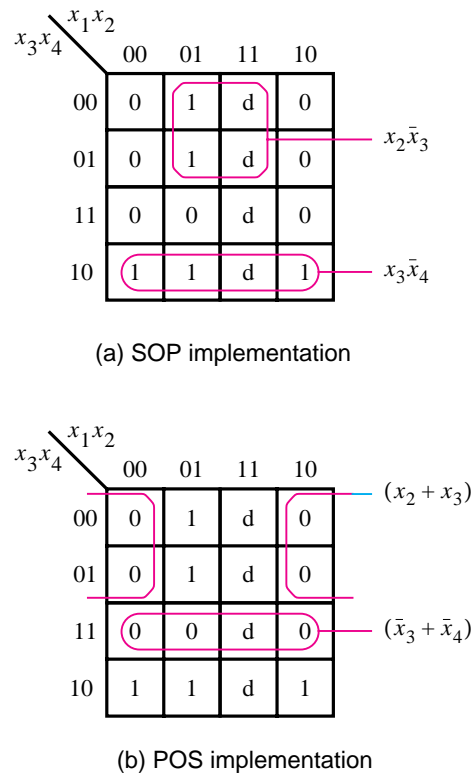 x₁x₂
x₃x₄
00 01 11 10
00 0 1 d 0
01 0 1 d 0
x₂x̄₃
11 0 0 d 0
10 1 1 d 1
x₃x̄₄
(a) SOP implementation
x₁x₂
x₃x₄
00 01 11 10
00 0 1 d 0
(x₂ + x₃)
01 0 1 d 0
11 0 0 d 0
(x̄₃ + x̄₄)
10 1 1 d 1
(b) POS implementation